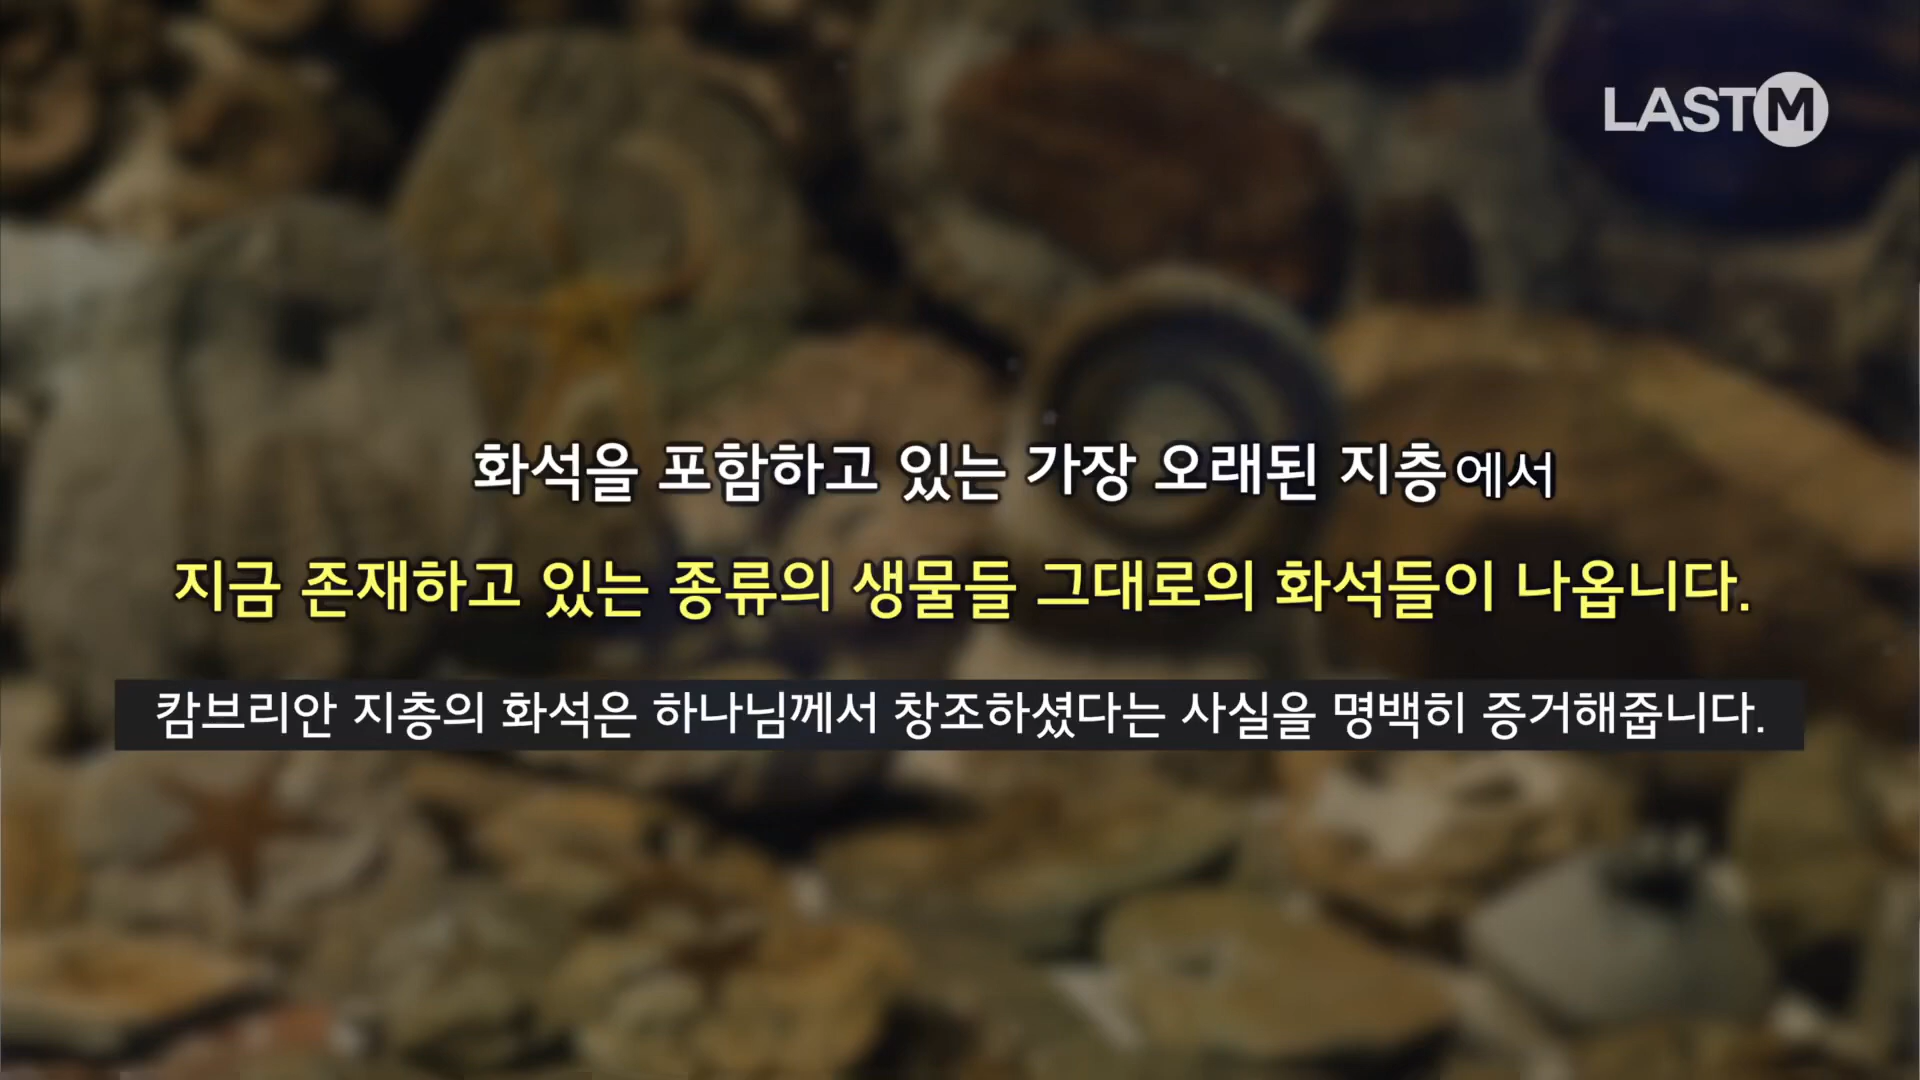 LASTM
화석을 포함하고 있는 가장 오래된 지층에서
지금 존재하고 있는 종류의 생물들 그대로의 화석들이 나옵니다.
캄브리안 지층의 화석은 하나님께서 창조하셨다는 사실을 명백히 증거해줍니다.